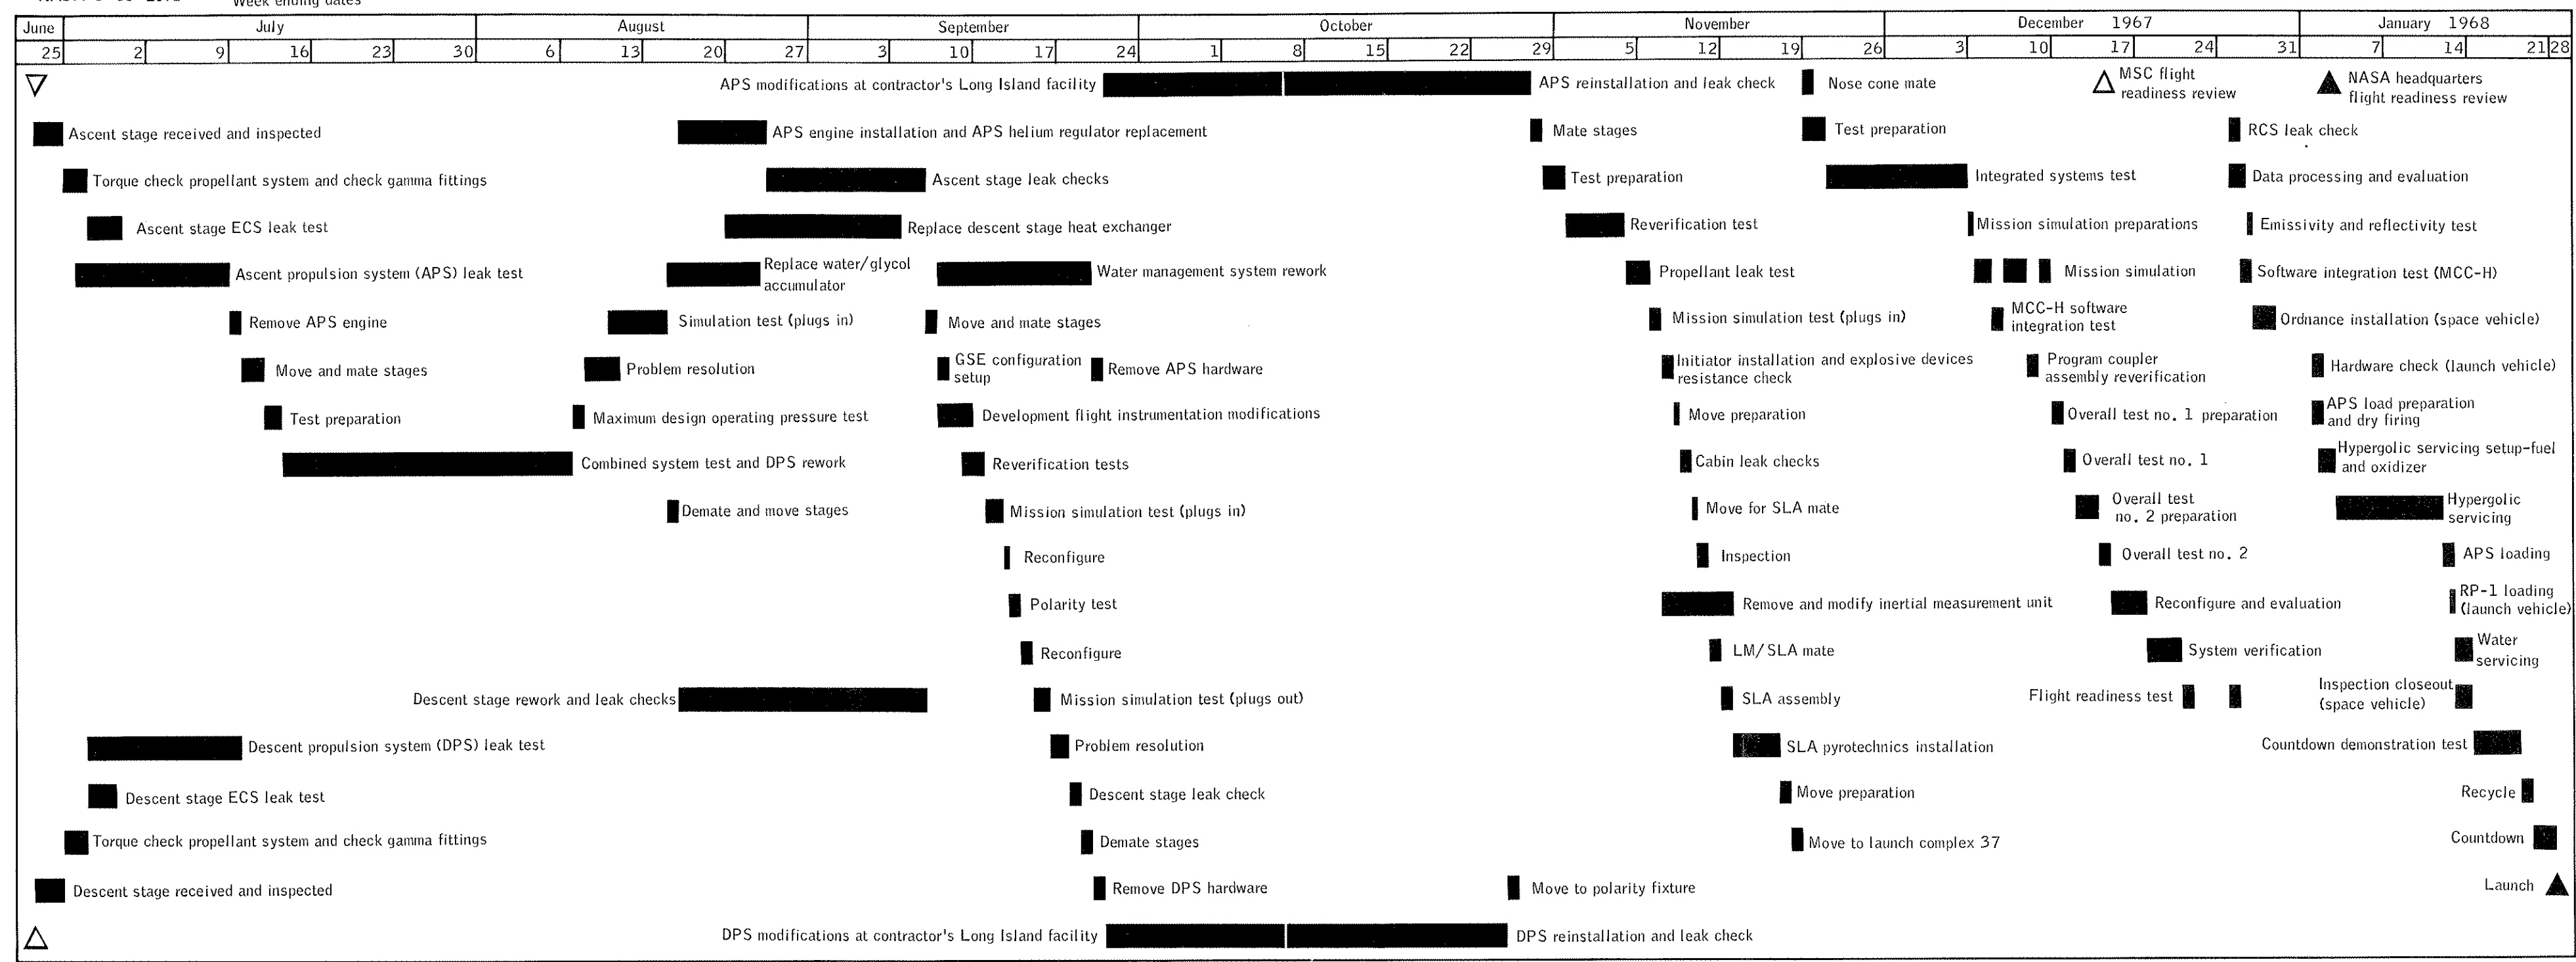 Week ending dates
June July August September October November December 1967 January 1968
25 2 9 16 23 30 6 13 20 27 3 10 17 24 1 8 15 22 29 5 12 19 26 3 10 17 24 31 7 14 21 28
APS modifications at contractor's Long Island facility APS reinstallation and leak check Nose cone mate
MSC flight
readiness review
NASA headquarters
flight readiness review
Ascent stage received and inspected APS engine installation and APS helium regulator replacement Mate stages Test preparation RCS leak check
Torque check propellant system and check gamma fittings Ascent stage leak checks Test preparation Integrated systems test Data processing and evaluation
Ascent stage ECS leak test Replace descent stage heat exchanger Reverification test Mission simulation preparations Emissivity and reflectivity test
Ascent propulsion system (APS) leak test
Replace water/glycol
accumulator
Water management system rework Propellant leak test Mission simulation Software integration test (MCC-H)
Remove APS engine Simulation test (plugs in) Move and mate stages Mission simulation test (plugs in)
MCC-H software
integration test
Ordnance installation (space vehicle)
Move and mate stages Problem resolution
GSE configuration
setup
Remove APS hardware
Initiator installation and explosive devices
resistance check
Program coupler
assembly reverification
Hardware check (launch vehicle)
Test preparation Maximum design operating pressure test Development flight instrumentation modifications Move preparation Overall test no. 1 preparation
APS load preparation
and dry firing
Combined system test and DPS rework Reverification tests Cabin leak checks Overall test no. 1
Hypergolic servicing setup-fuel
and oxidizer
Demate and move stages Mission simulation test (plugs in) Move for SLA mate
Overall test
no. 2 preparation
Hypergolic
servicing
Reconfigure Inspection Overall test no. 2 APS loading
Polarity test Remove and modify inertial measurement unit Reconfigure and evaluation
RP-1 loading
(launch vehicle)
Reconfigure LM/SLA mate System verification
Water
servicing
Descent stage rework and leak checks Mission simulation test (plugs out) SLA assembly Flight readiness test
Inspection closeout
(space vehicle)
Descent propulsion system (DPS) leak test Problem resolution SLA pyrotechnics installation Countdown demonstration test
Descent stage ECS leak test Descent stage leak check Move preparation Recycle
Torque check propellant system and check gamma fittings Demate stages Move to launch complex 37 Countdown
Descent stage received and inspected Remove DPS hardware Move to polarity fixture Launch
DPS modifications at contractor's Long Island facility DPS reinstallation and leak check